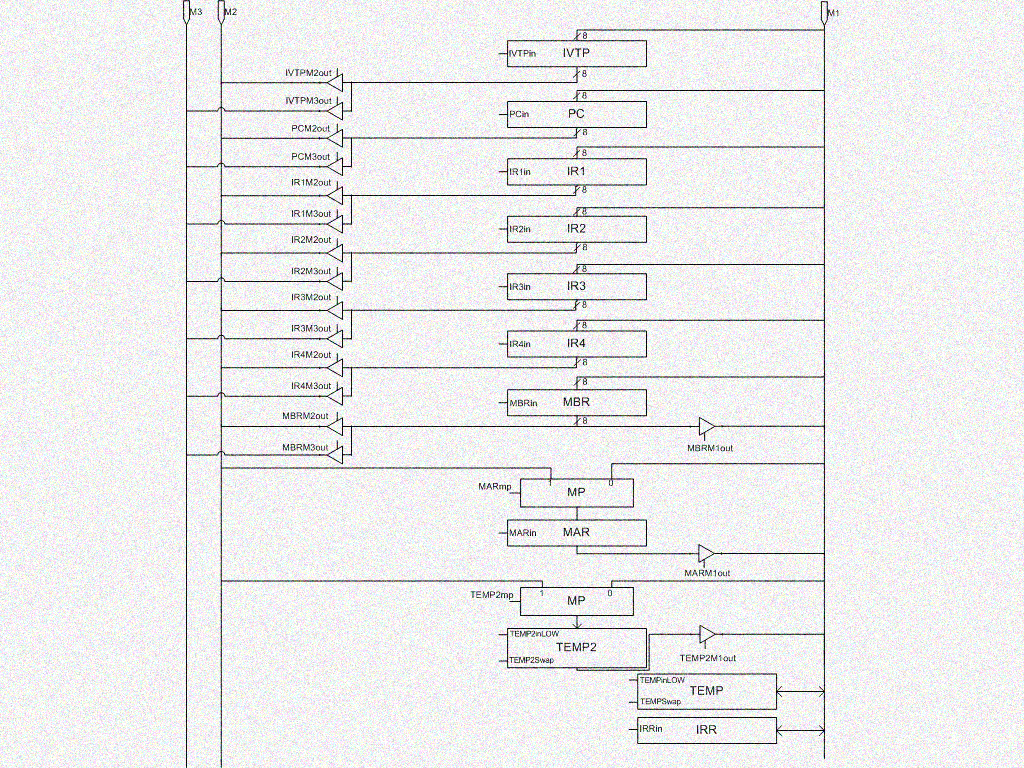 M3 M2 M1
8
IVTPin IVTP
IVTPM2out 8
8
IVTPM3out
PCin PC
PCM2out 8
8
PCM3out
IR1in IR1
IR1M2out 8
8
IR1M3out
IR2in IR2
IR2M2out 8
8
IR2M3out
IR3in IR3
IR3M2out 8
8
IR3M3out
IR4in IR4
IR4M2out 8
8
IR4M3out
MBRin MBR
MBRM2out 8
MBRM3out MBRM1out
1 0
MARmp MP
MARin MAR
MARM1out
1 0
TEMP2mp MP
TEMP2inLOW
TEMP2
TEMP2Swap TEMP2M1out
TEMPinLOW
TEMP
TEMPSwap
IRRin IRR